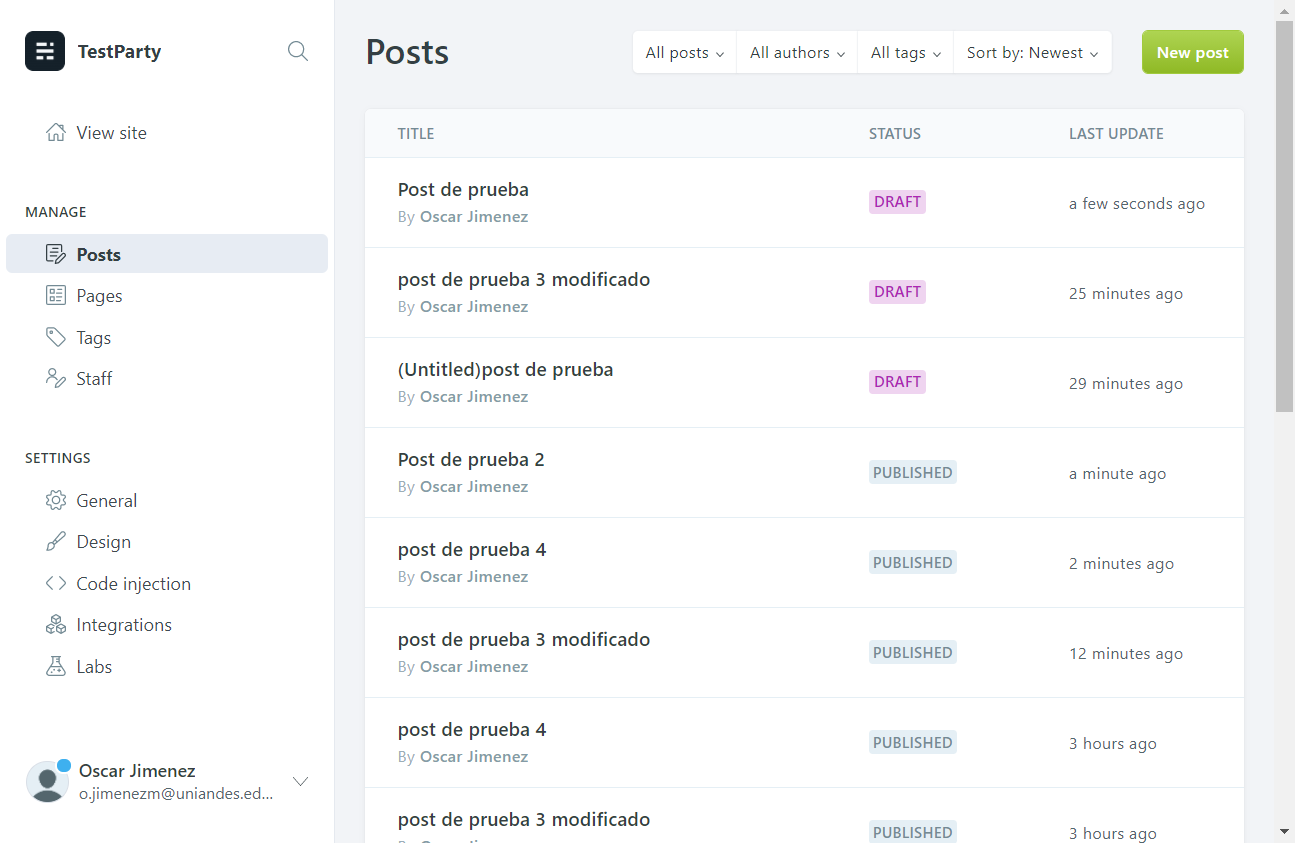 TestParty
View site
MANAGE
Posts
Pages
Tags
Staff
SETTINGS
General
Design
Code injection
Integrations
Labs
Oscar Jimenez
o.jimenezm@uniandes.ed...
Posts
All posts
All authors
All tags
Sort by: Newest
New post
TITLE STATUS LAST UPDATE
Post de prueba
By Oscar Jimenez
DRAFT
a few seconds ago
post de prueba 3 modificado
By Oscar Jimenez
DRAFT
25 minutes ago
(Untitled)post de prueba
By Oscar Jimenez
DRAFT
29 minutes ago
Post de prueba 2
By Oscar Jimenez
PUBLISHED
a minute ago
post de prueba 4
By Oscar Jimenez
PUBLISHED
2 minutes ago
post de prueba 3 modificado
By Oscar Jimenez
PUBLISHED
12 minutes ago
post de prueba 4
By Oscar Jimenez
PUBLISHED
3 hours ago
post de prueba 3 modificado
PUBLISHED
3 hours ago